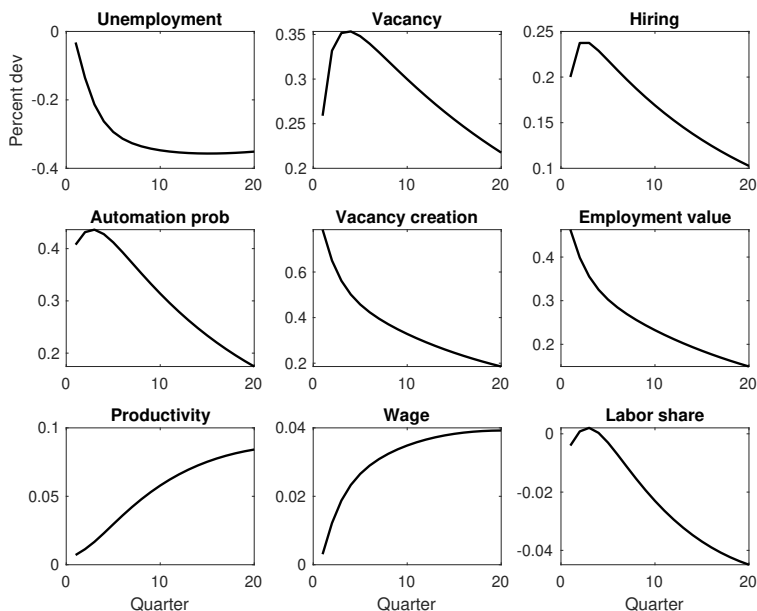 Unemployment
Percent dev
0
-0.2
-0.4
0 10 20
Vacancy
0.35
0.3
0.25
0.2
0 10 20
Hiring
0.25
0.2
0.15
0.1
0 10 20
Automation prob
0.4
0.3
0.2
0 10 20
Vacancy creation
0.6
0.4
0.2
0 10 20
Employment value
0.4
0.3
0.2
0 10 20
Productivity
0.1
0.05
0
0 10 20
Quarter
Wage
0.04
0.02
0
0 10 20
Quarter
Labor share
0
-0.02
-0.04
0 10 20
Quarter